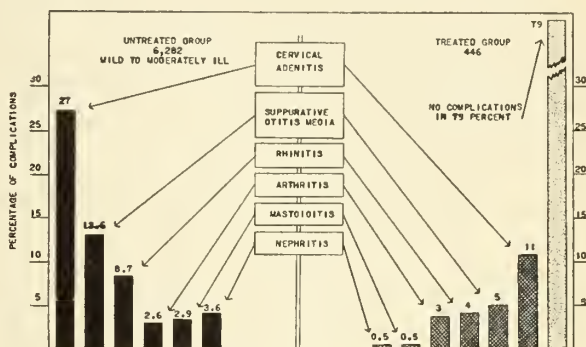 UNTREATED GROUP
6,282
MILD TO MODERATELY ILL
TREATED GROUP
446
79
NO COMPLICATIONS
IN 79 PERCENT
CERVICAL
ADENITIS
SUPPURATIVE
OTITIS MEDIA
RHINITIS
ARTHRITIS
MASTOIDITIS
NEPHRITIS
PERCENTAGE OF COMPLICATIONS
30
25
20
15
10
5
27
13.6
8.7
2.6
2.9
3.6
0.5
0.5
3
4
5
11
30
25
20
15
10
5